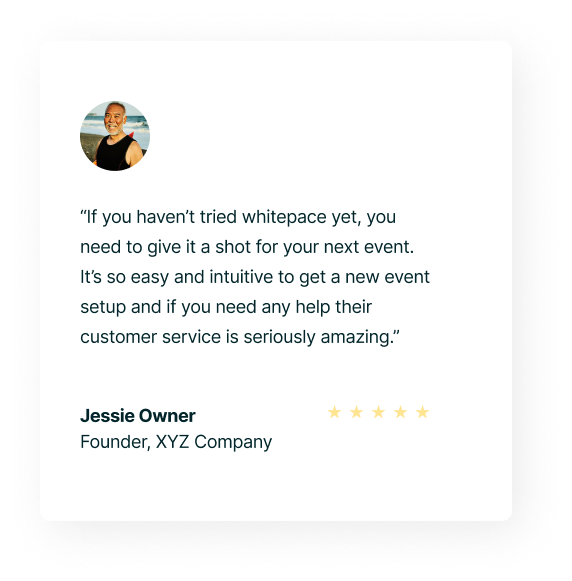 “If you haven’t tried whitepace yet, you
need to give it a shot for your next event.
It’s so easy and intuitive to get a new event
setup and if you need any help their
customer service is seriously amazing.”
Jessie Owner
Founder, XYZ Company